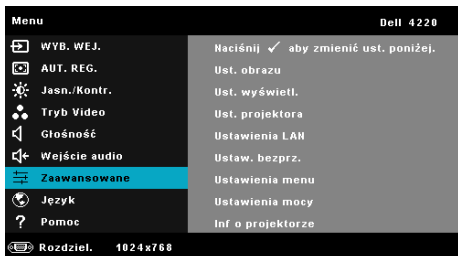 Menu
Dell 4220
WYB. WEJ.
AUT. REG.
Jasn./Kontr.
Tryb Video
Głośność
Wejście audio
Zaawansowane
Język
Pomoc
Naciśnij ✓ aby zmienić ust. poniżej.
Ust. obrazu
Ust. wyświetl.
Ust. projektora
Ustawienia LAN
Ustaw. bezprz.
Ustawienia menu
Ustawienia mocy
Inf o projektorze
Rozdziel. 1024x768